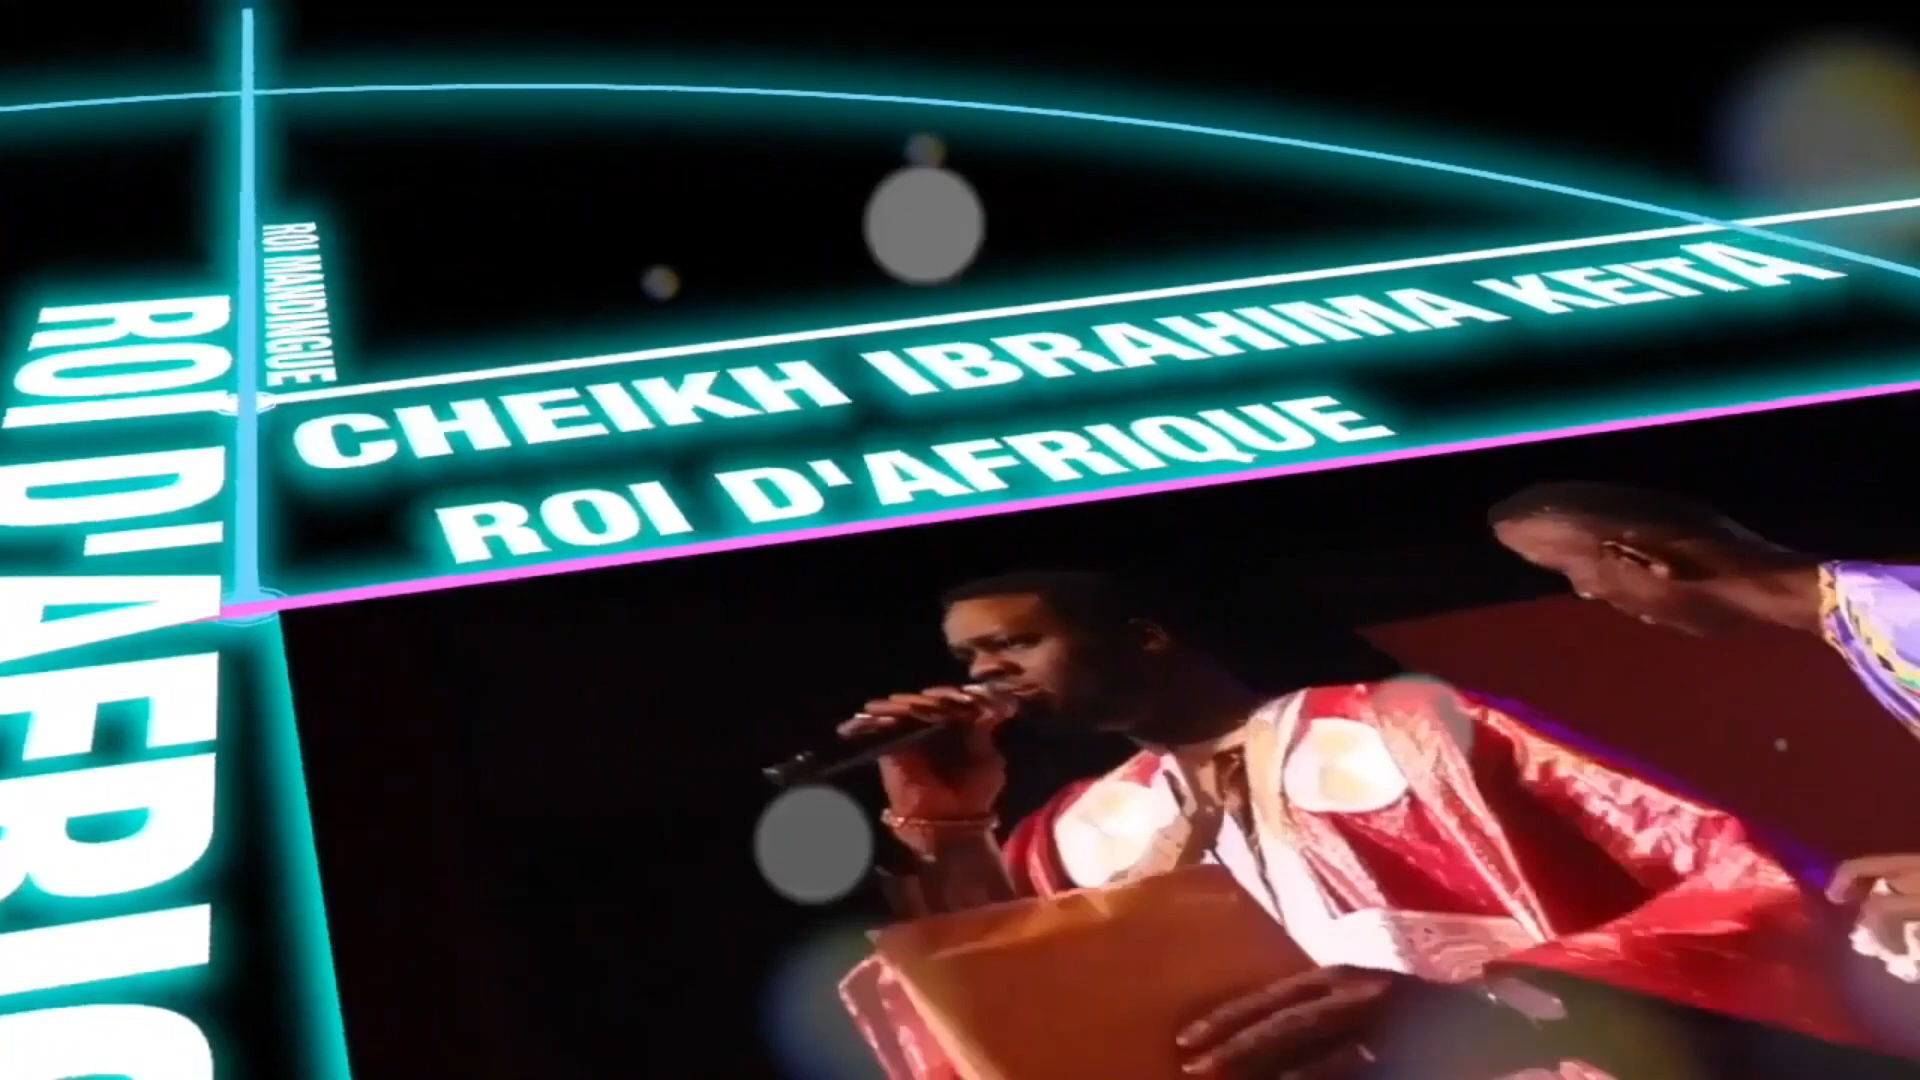 ROI MANDINGUE
CHEIKH IBRAHIMA KEITA
ROI D'AFRIQUE
ROI D'AFRIQ